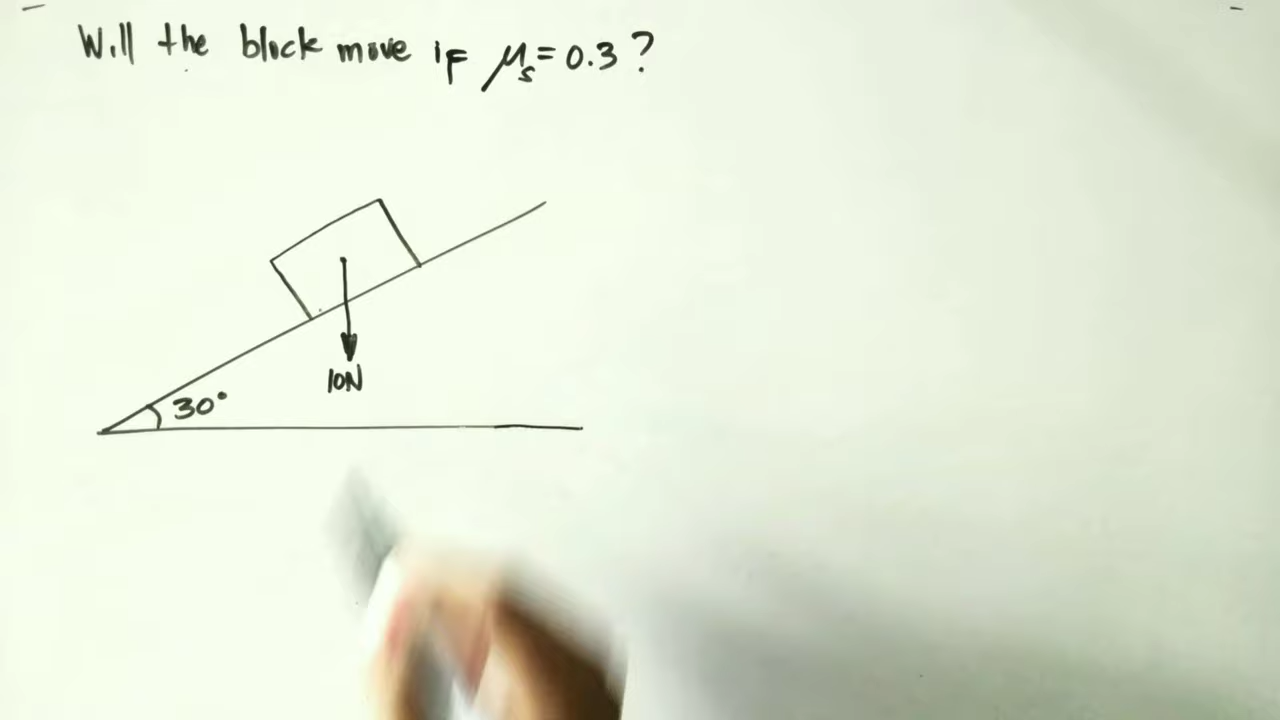 Will the block move if μs = 0.3 ?
10N
30°